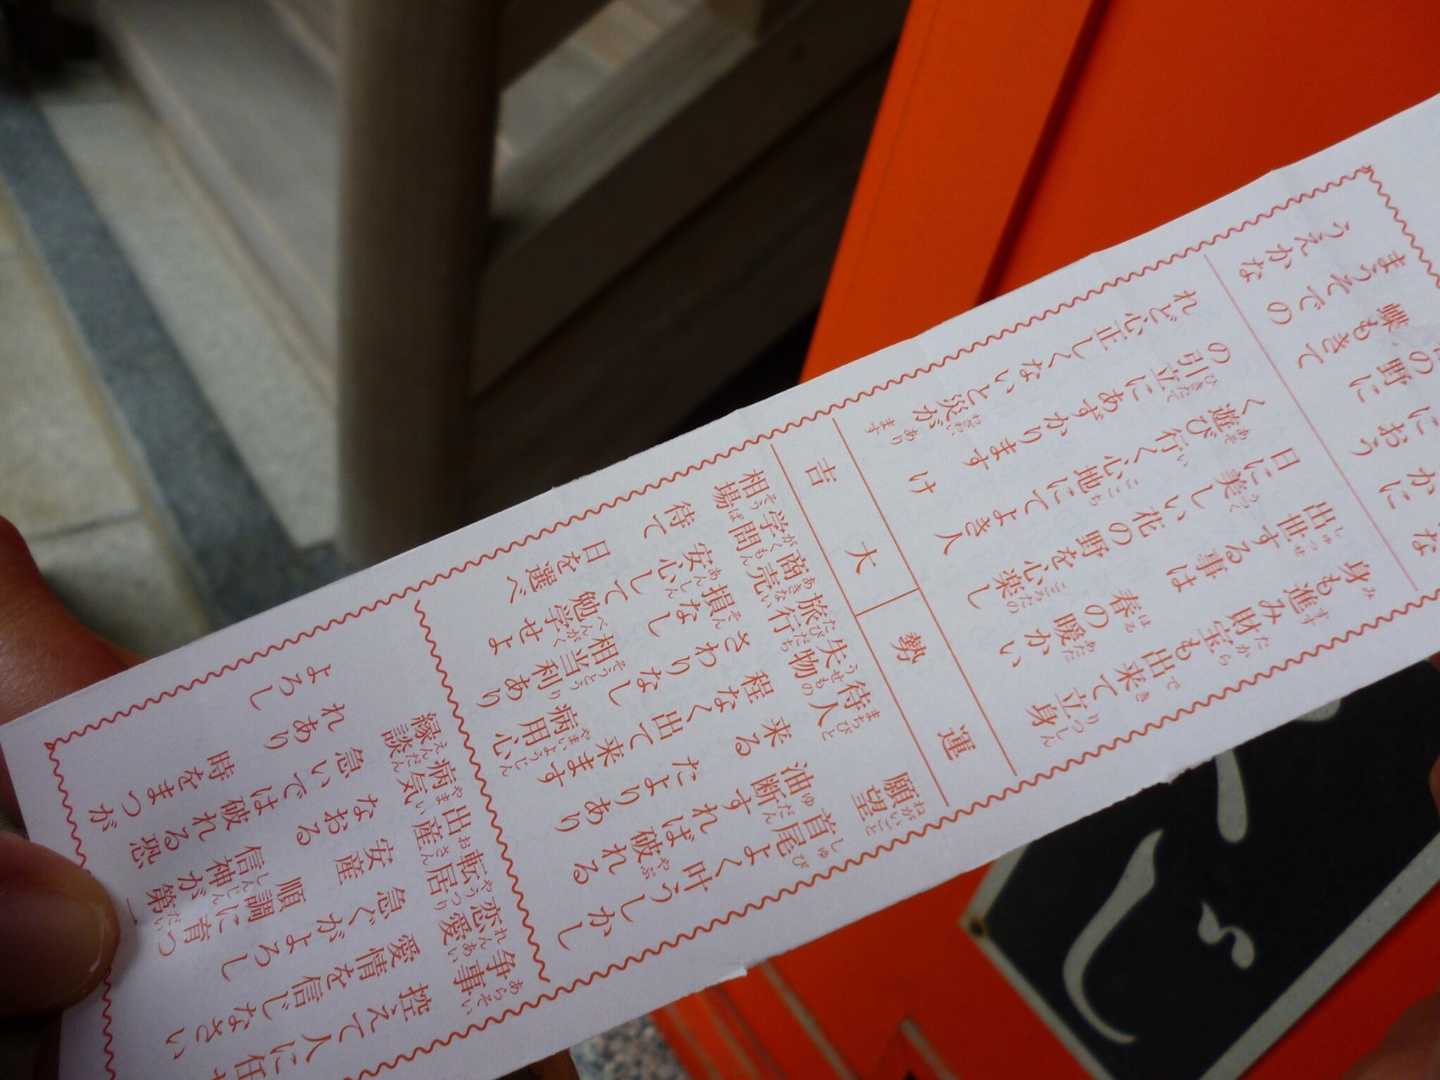 かに な
におう
の野に
蝶もきて
まうそでの
うえかな
身も進み財宝も出来て立身
出世する事は 春の暖かい
日に美しい花の野を心楽し
く遊び行く心地にてよき人
の引立にあずかります け
れど心正しくないと災があります
運勢 大吉
願望 首尾よく叶うしかし
油断すれば破れる
待人 来る たよりあり
失物 程なく出て来ます
旅行 さわりなし 病用心
商売 損なし 相当利あり
学問 安心して勉学せよ
相場 待て 日を選べ
争事 控えて人に任
恋愛 愛情を信じなさい
転居 急ぐがよろし
出産 安産 順調に育つ
病気 なおる 信神が第一
縁談 急いでは破れる恐
れあり 時をまつが
よろし